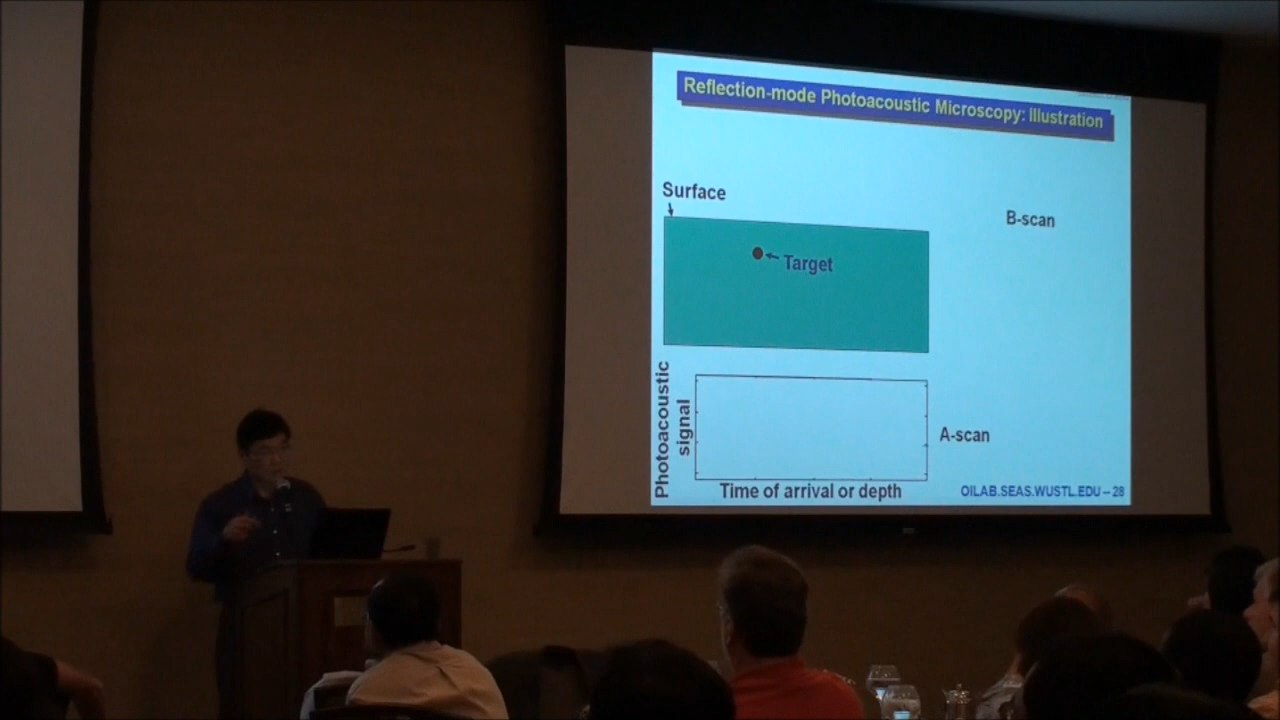 Reflection-mode Photoacoustic Microscopy: Illustration
Surface
B-scan
Target
Photoacoustic
signal
A-scan
Time of arrival or depth
OILAB.SEAS.WUSTL.EDU – 28